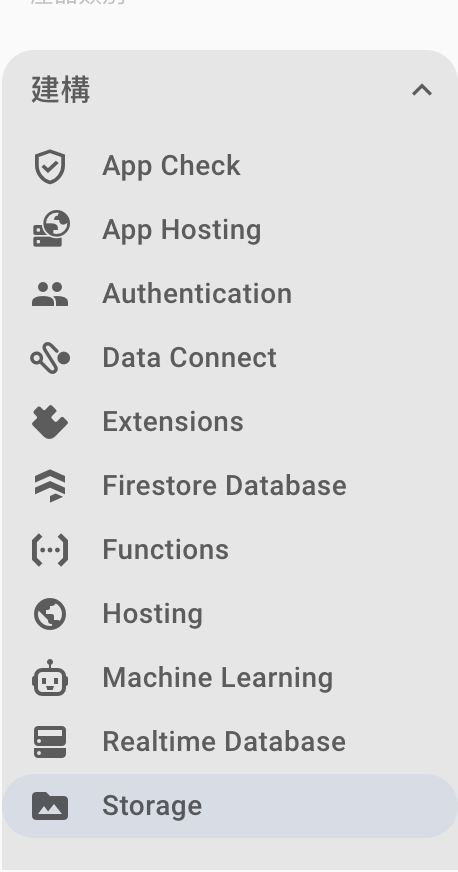 建構
App Check
App Hosting
Authentication
Data Connect
Extensions
Firestore Database
Functions
Hosting
Machine Learning
Realtime Database
Storage